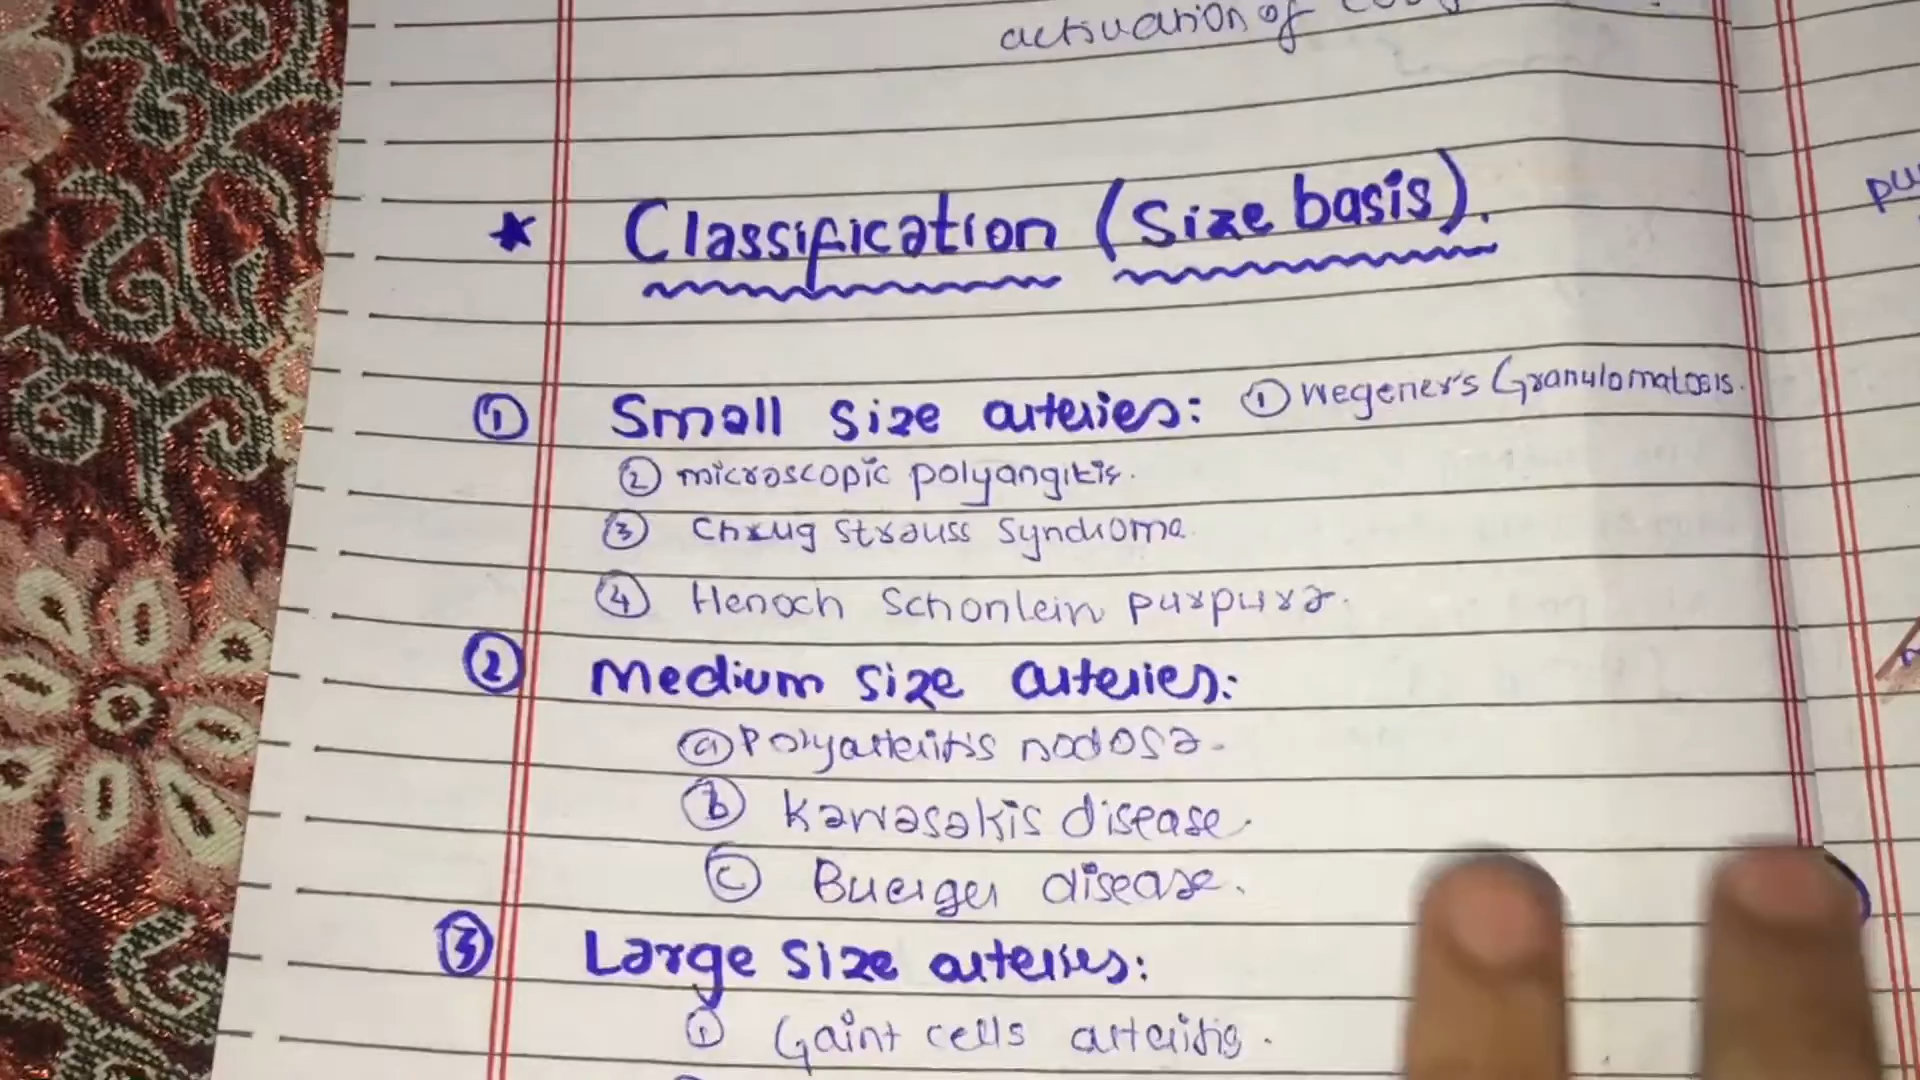 activation of
★ Classification (Size basis).
① Small Size arteries: ① Wegener's Granulomatosis.
② microscopic polyangitis.
③ Chrug Strauss Syndrome
④ Henoch Schonlein purpura.
② Medium Size arteries:
ⓐ Polyarteritis nodosa.
ⓑ Kawasakis disease.
ⓒ Buerger disease.
③ Large Size arteries:
① Gaint cells arteritis.